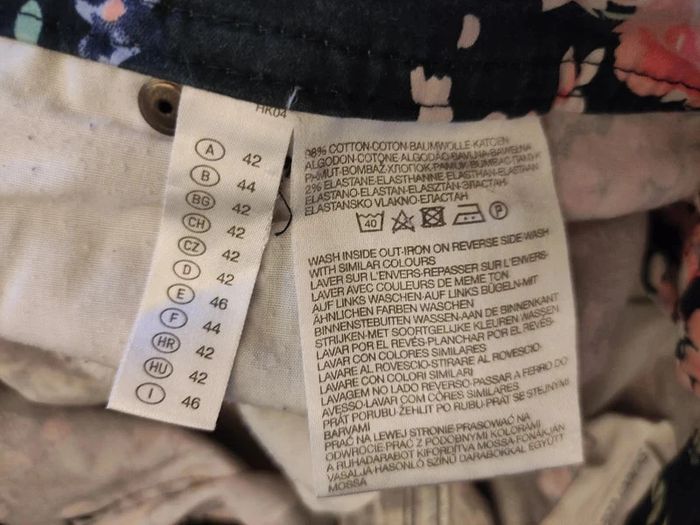 HK04
A 42
B 44
BG 42
CH 42
CZ 42
D 42
E 46
F 44
HR 42
HU 42
I 46
98% COTTON-COTON-BAUMWOLLE-KATOEN
ALGODON-COTONE ALGODÃO-BAVLNA-BAWEŁNA
PAMUT-BOMBAŽ-ХЛОПОК-PAMUK-BUMBAC-ПАМУК
2% ELASTANE-ELASTHANNE-ELASTHAN-ELASTAAN
ELASTANO-ELASTAN-ELASZTÁN-ЭЛАСТАН-
ELASTANSKO VLAKNO-ЕЛАСТАН
40 P
WASH INSIDE OUT-IRON ON REVERSE SIDE-WASH
WITH SIMILAR COLOURS
LAVER SUR L'ENVERS-REPASSER SUR L'ENVERS-
LAVER AVEC COULEURS DE MEME TON
AUF LINKS WASCHEN-AUF LINKS BÜGELN-MIT
ÄHNLICHEN FARBEN WASCHEN
BINNENSTEBUITEN WASSEN-AAN DE BINNENKANT
STRIJKEN-MET SOORTGELIJKE KLEUREN WASSEN
LAVAR POR EL REVÉS-PLANCHAR POR EL REVÉS-
LAVAR CON COLORES SIMILARES
LAVARE AL ROVESCIO-STIRARE AL ROVESCIO-
LAVARE CON COLORI SIMILARI
LAVAGEM NO LADO REVERSO-PASSAR A FERRO DO
AVESSO-LAVAR COM CORES SIMILARES
PRÁT PORUBU-ŽEHLIT PO RUBU-PRÁT SE STEJNÝMI
BARVAMI
PRAĆ NA LEWEJ STRONIE-PRASOWAĆ NA
ODWROCIE-PRAĆ Z PODOBNYMI KOLORAMI
A RUHADARABOT KIFORDÍTVA MOSSA-FONÁKJÁN
VASALJA-HASONLÓ SZÍNŰ DARABOKKAL EGYÜTT
MOSSA